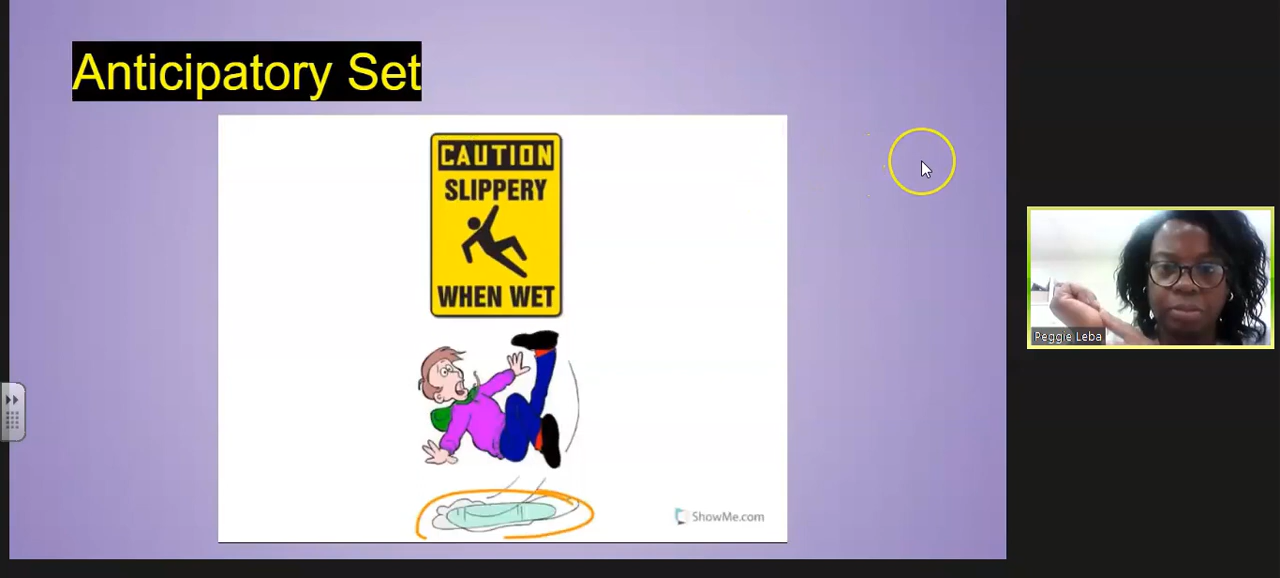 Anticipatory Set
CAUTION
SLIPPERY
WHEN WET
ShowMe.com
Peggie Leba